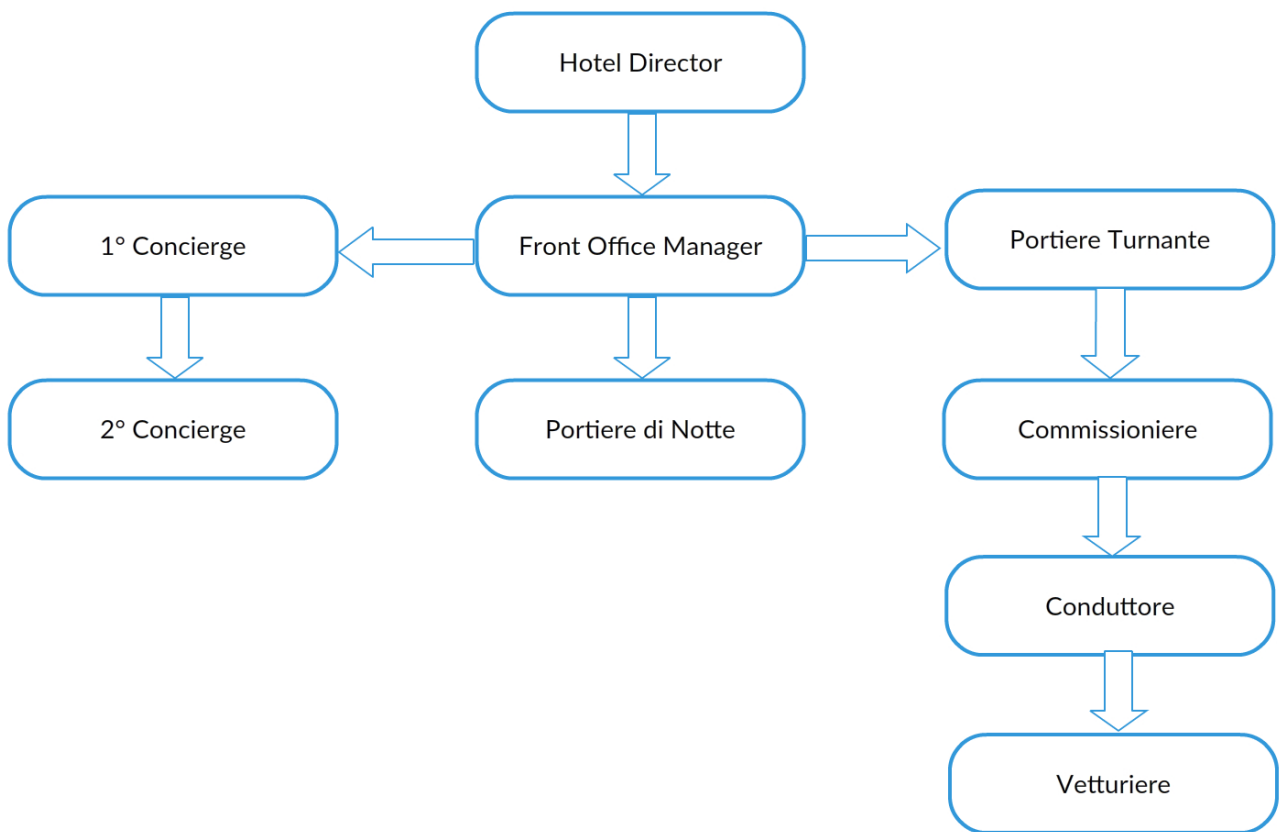 Hotel Director
1° Concierge
Front Office Manager
Portiere Turnante
2° Concierge
Portiere di Notte
Commissioniere
Conduttore
Vetturiere